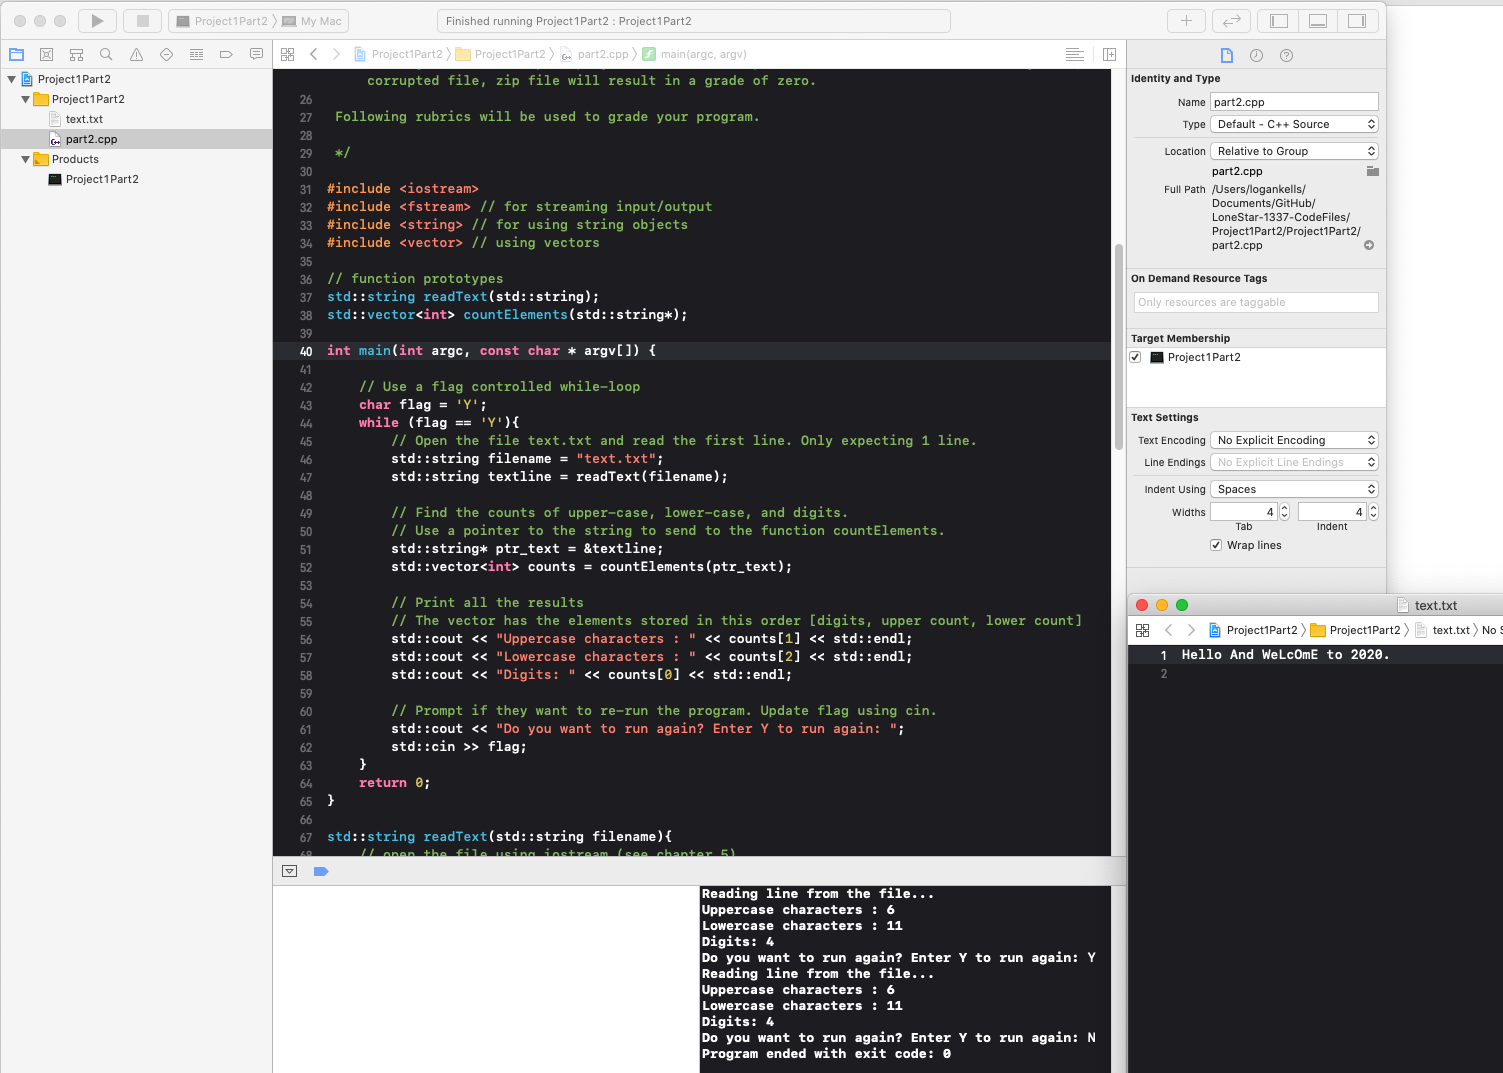 Project1Part2 〉 My Mac
Finished running Project1Part2 : Project1Part2
Project1Part2 〉 Project1Part2 〉 part2.cpp 〉 main(argc, argv)
Project1Part2
Project1Part2
text.txt
part2.cpp
Products
Project1Part2
corrupted file, zip file will result in a grade of zero.
26
27 Following rubrics will be used to grade your program.
28
29 */
30
31 #include <iostream>
32 #include <fstream> // for streaming input/output
33 #include <string> // for using string objects
34 #include <vector> // using vectors
35
36 // function prototypes
37 std::string readText(std::string);
38 std::vector<int> countElements(std::string*);
39
40 int main(int argc, const char * argv[]) {
41
42 // Use a flag controlled while-loop
43 char flag = 'Y';
44 while (flag == 'Y'){
45 // Open the file text.txt and read the first line. Only expecting 1 line.
46 std::string filename = "text.txt";
47 std::string textline = readText(filename);
48
49 // Find the counts of upper-case, lower-case, and digits.
50 // Use a pointer to the string to send to the function countElements.
51 std::string* ptr_text = &textline;
52 std::vector<int> counts = countElements(ptr_text);
53
54 // Print all the results
55 // The vector has the elements stored in this order [digits, upper count, lower count]
56 std::cout << "Uppercase characters : " << counts[1] << std::endl;
57 std::cout << "Lowercase characters : " << counts[2] << std::endl;
58 std::cout << "Digits: " << counts[0] << std::endl;
59
60 // Prompt if they want to re-run the program. Update flag using cin.
61 std::cout << "Do you want to run again? Enter Y to run again: ";
62 std::cin >> flag;
63 }
64 return 0;
65 }
66
67 std::string readText(std::string filename){
68 // open the file using iostream (see chapter 5)
Reading line from the file...
Uppercase characters : 6
Lowercase characters : 11
Digits: 4
Do you want to run again? Enter Y to run again: Y
Reading line from the file...
Uppercase characters : 6
Lowercase characters : 11
Digits: 4
Do you want to run again? Enter Y to run again: N
Program ended with exit code: 0
Identity and Type
Name part2.cpp
Type Default - C++ Source
Location Relative to Group
part2.cpp
Full Path /Users/logankells/
Documents/GitHub/
LoneStar-1337-CodeFiles/
Project1Part2/Project1Part2/
part2.cpp
On Demand Resource Tags
Only resources are taggable
Target Membership
Project1Part2
Text Settings
Text Encoding No Explicit Encoding
Line Endings No Explicit Line Endings
Indent Using Spaces
Widths 4 4
Tab Indent
Wrap lines
text.txt
Project1Part2 〉 Project1Part2 〉 text.txt 〉 No
1 Hello And WeLcOmE to 2020.
2